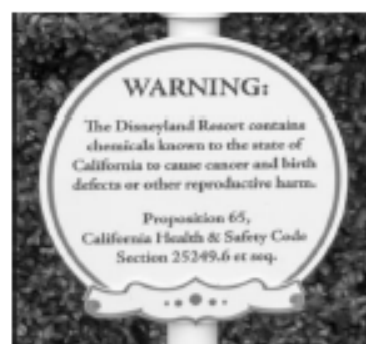 WARNING:
The Disneyland Resort contains
chemicals known to the state of
California to cause cancer and birth
defects or other reproductive harm.
Proposition 65,
California Health & Safety Code
Section 25249.6 et seq.